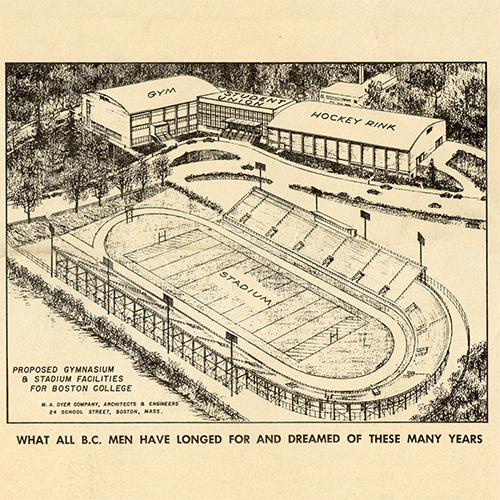 GYM
STUDENT
UNION
HOCKEY RINK
STADIUM
PROPOSED GYMNASIUM
& STADIUM FACILITIES
FOR BOSTON COLLEGE
M. A. DYER COMPANY, ARCHITECTS & ENGINEERS
24 SCHOOL STREET, BOSTON, MASS.
WHAT ALL B.C. MEN HAVE LONGED FOR AND DREAMED OF THESE MANY YEARS